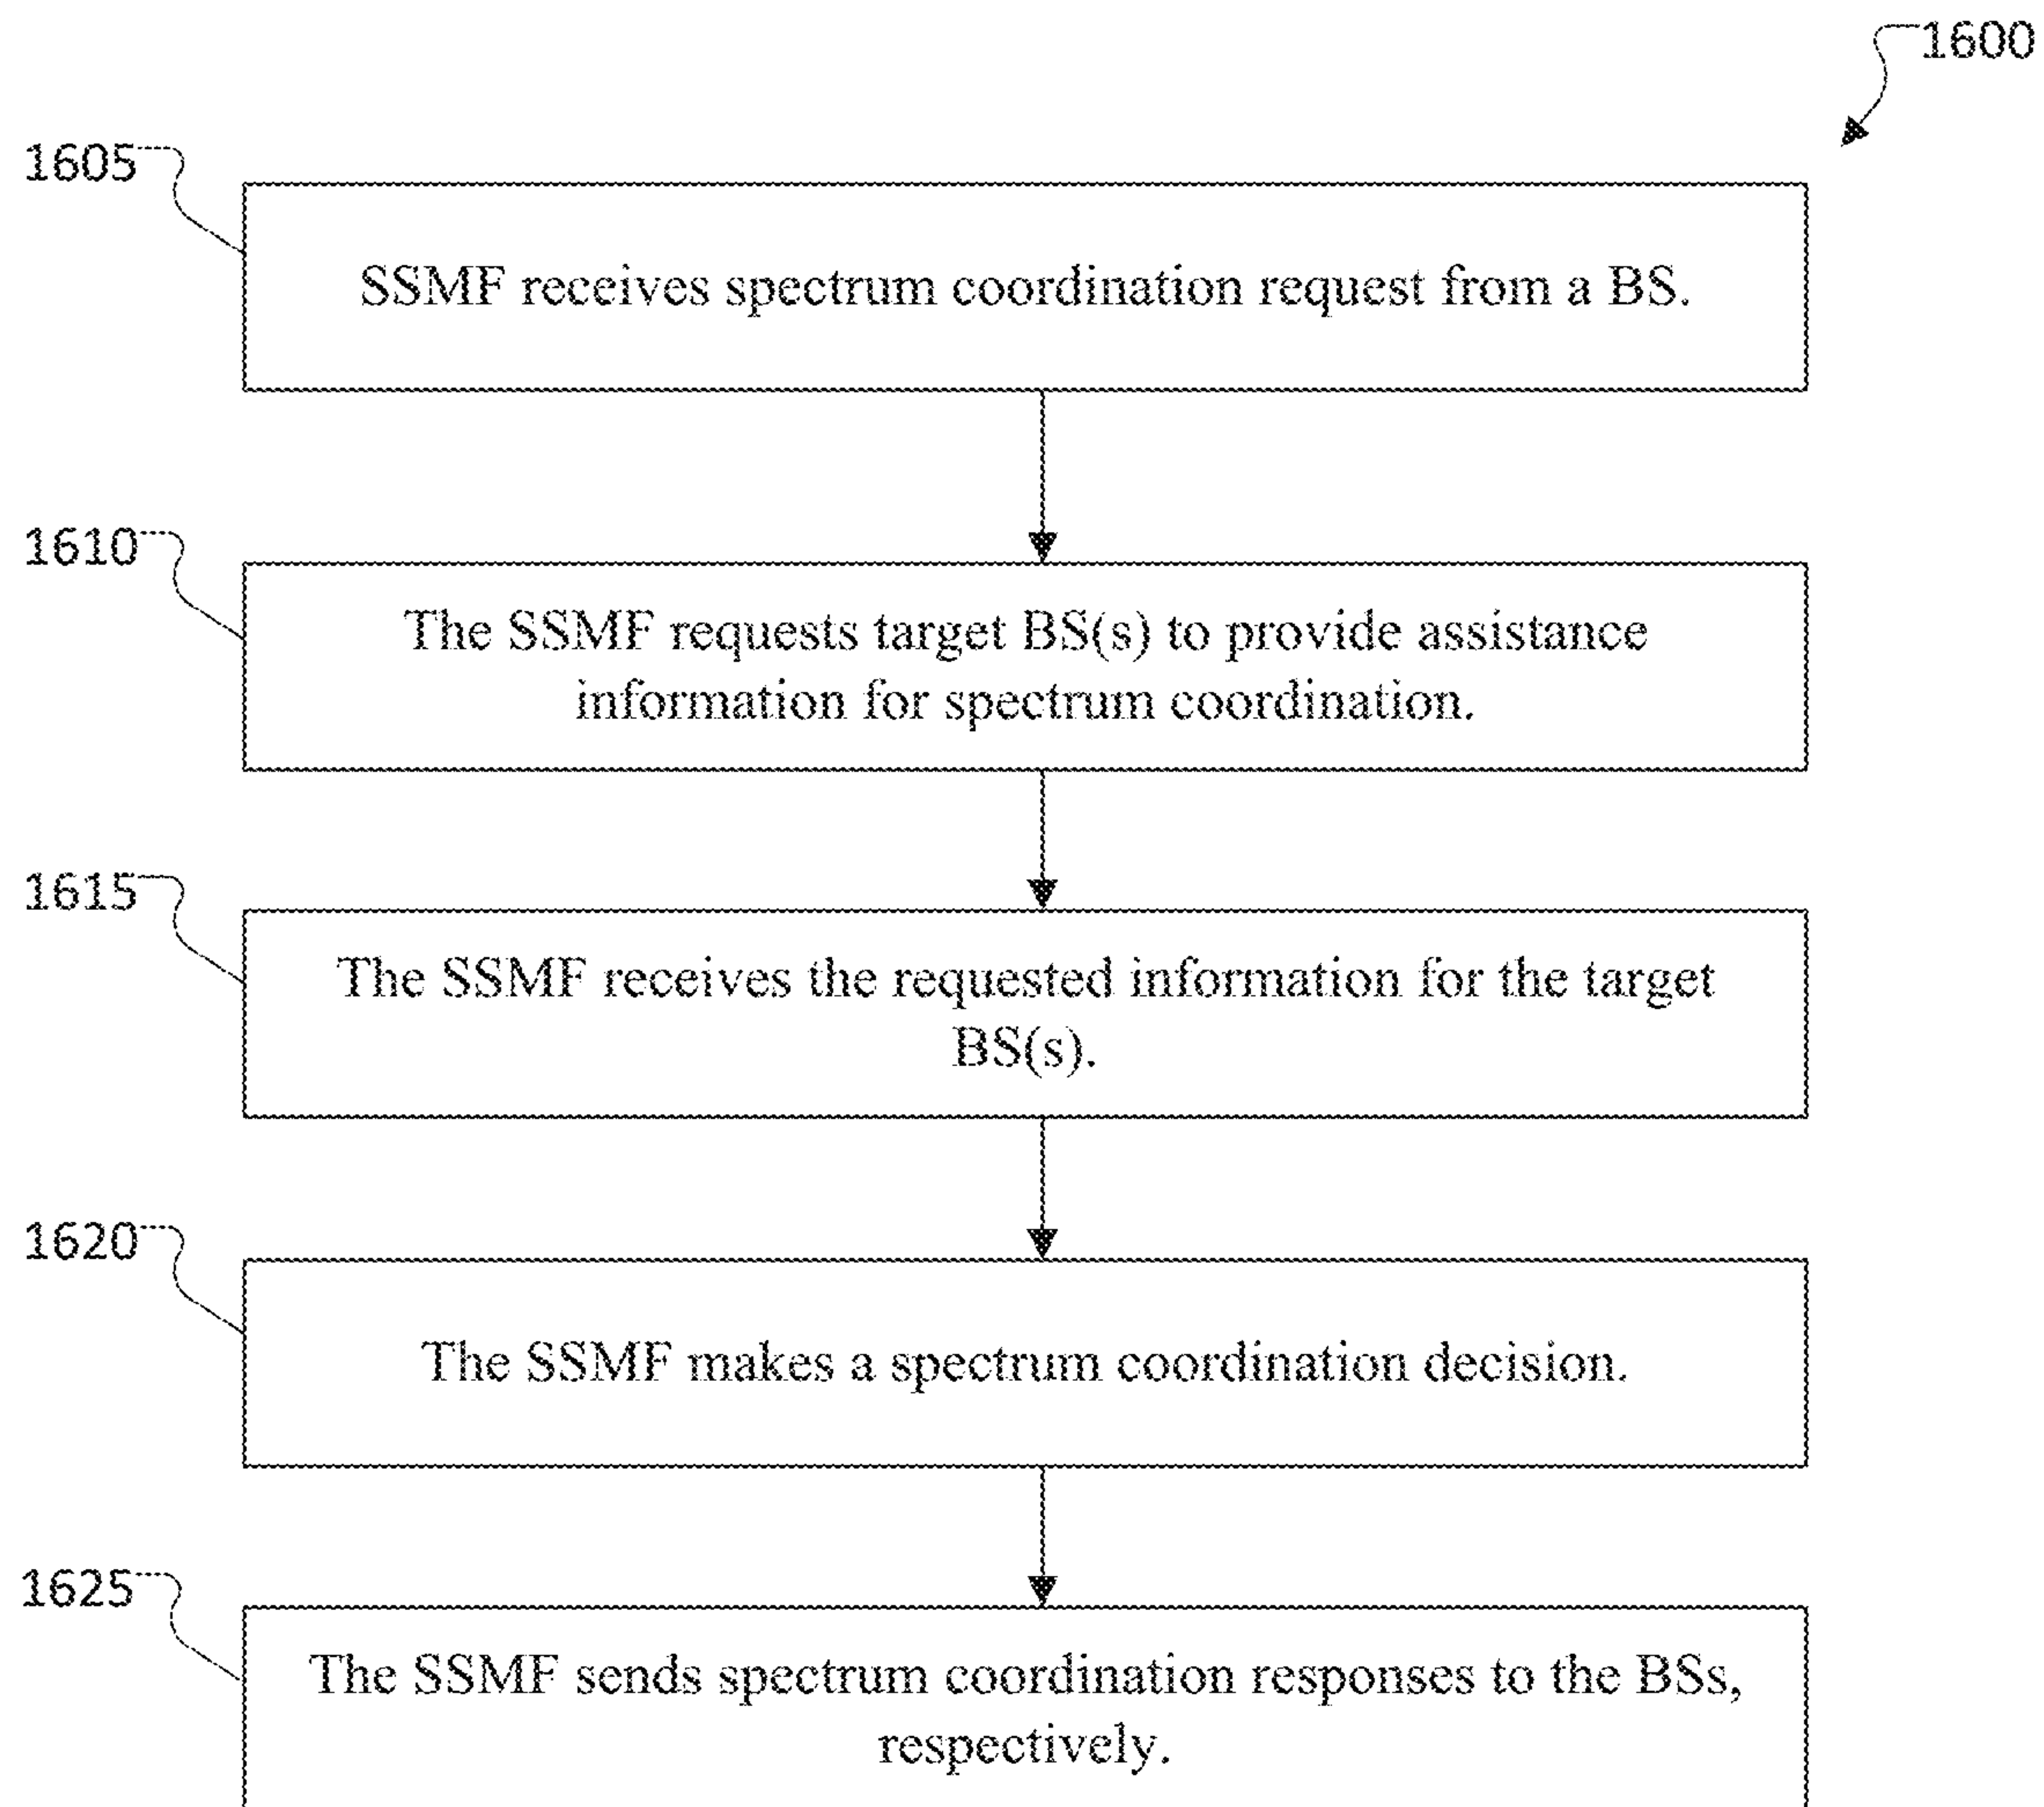 1600
1605
SSMF receives spectrum coordination request from a BS.
1610
The SSMF requests target BS(s) to provide assistance
information for spectrum coordination.
1615
The SSMF receives the requested information for the target
BS(s).
1620
The SSMF makes a spectrum coordination decision.
1625
The SSMF sends spectrum coordination responses to the BSs,
respectively.